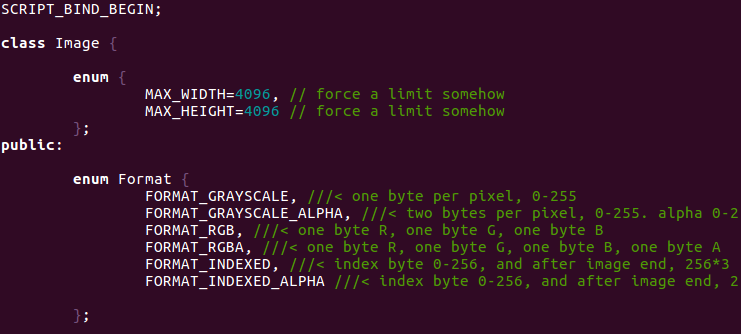 SCRIPT_BIND_BEGIN;
class Image {
enum {
MAX_WIDTH=4096, // force a limit somehow
MAX_HEIGHT=4096 // force a limit somehow
};
public:
enum Format {
FORMAT_GRAYSCALE, ///< one byte per pixel, 0-255
FORMAT_GRAYSCALE_ALPHA, ///< two bytes per pixel, 0-255. alpha 0-2
FORMAT_RGB, ///< one byte R, one byte G, one byte B
FORMAT_RGBA, ///< one byte R, one byte G, one byte B, one byte A
FORMAT_INDEXED, ///< index byte 0-256, and after image end, 256*3
FORMAT_INDEXED_ALPHA ///< index byte 0-256, and after image end, 2
};